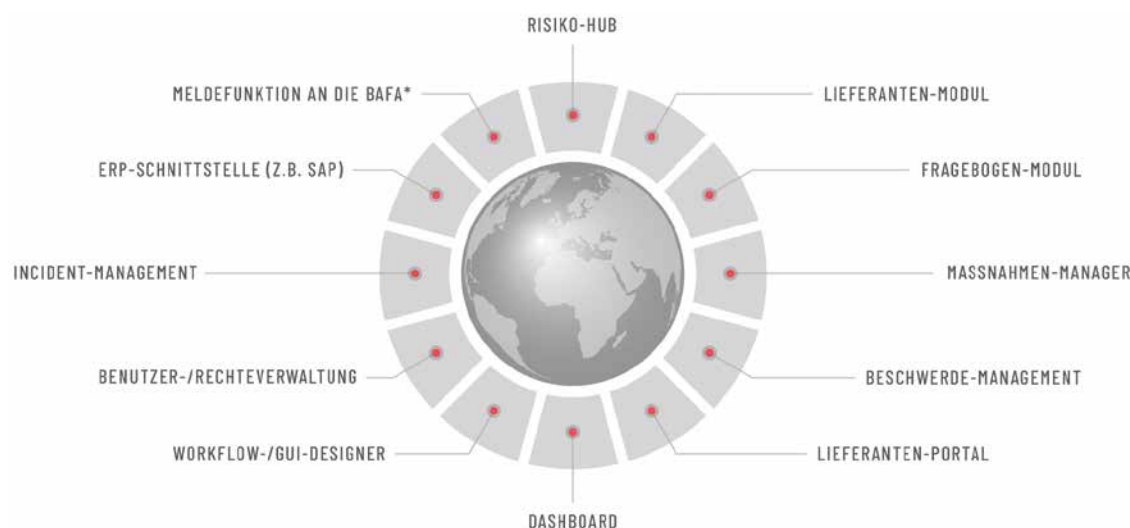 RISIKO-HUB
MELDEFUNKTION AN DIE BAFA*
LIEFERANTEN-MODUL
ERP-SCHNITTSTELLE (Z.B. SAP)
FRAGEBOGEN-MODUL
INCIDENT-MANAGEMENT
MASSNAHMEN-MANAGER
BENUTZER-/RECHTEVERWALTUNG
BESCHWERDE-MANAGEMENT
WORKFLOW-/GUI-DESIGNER
LIEFERANTEN-PORTAL
DASHBOARD